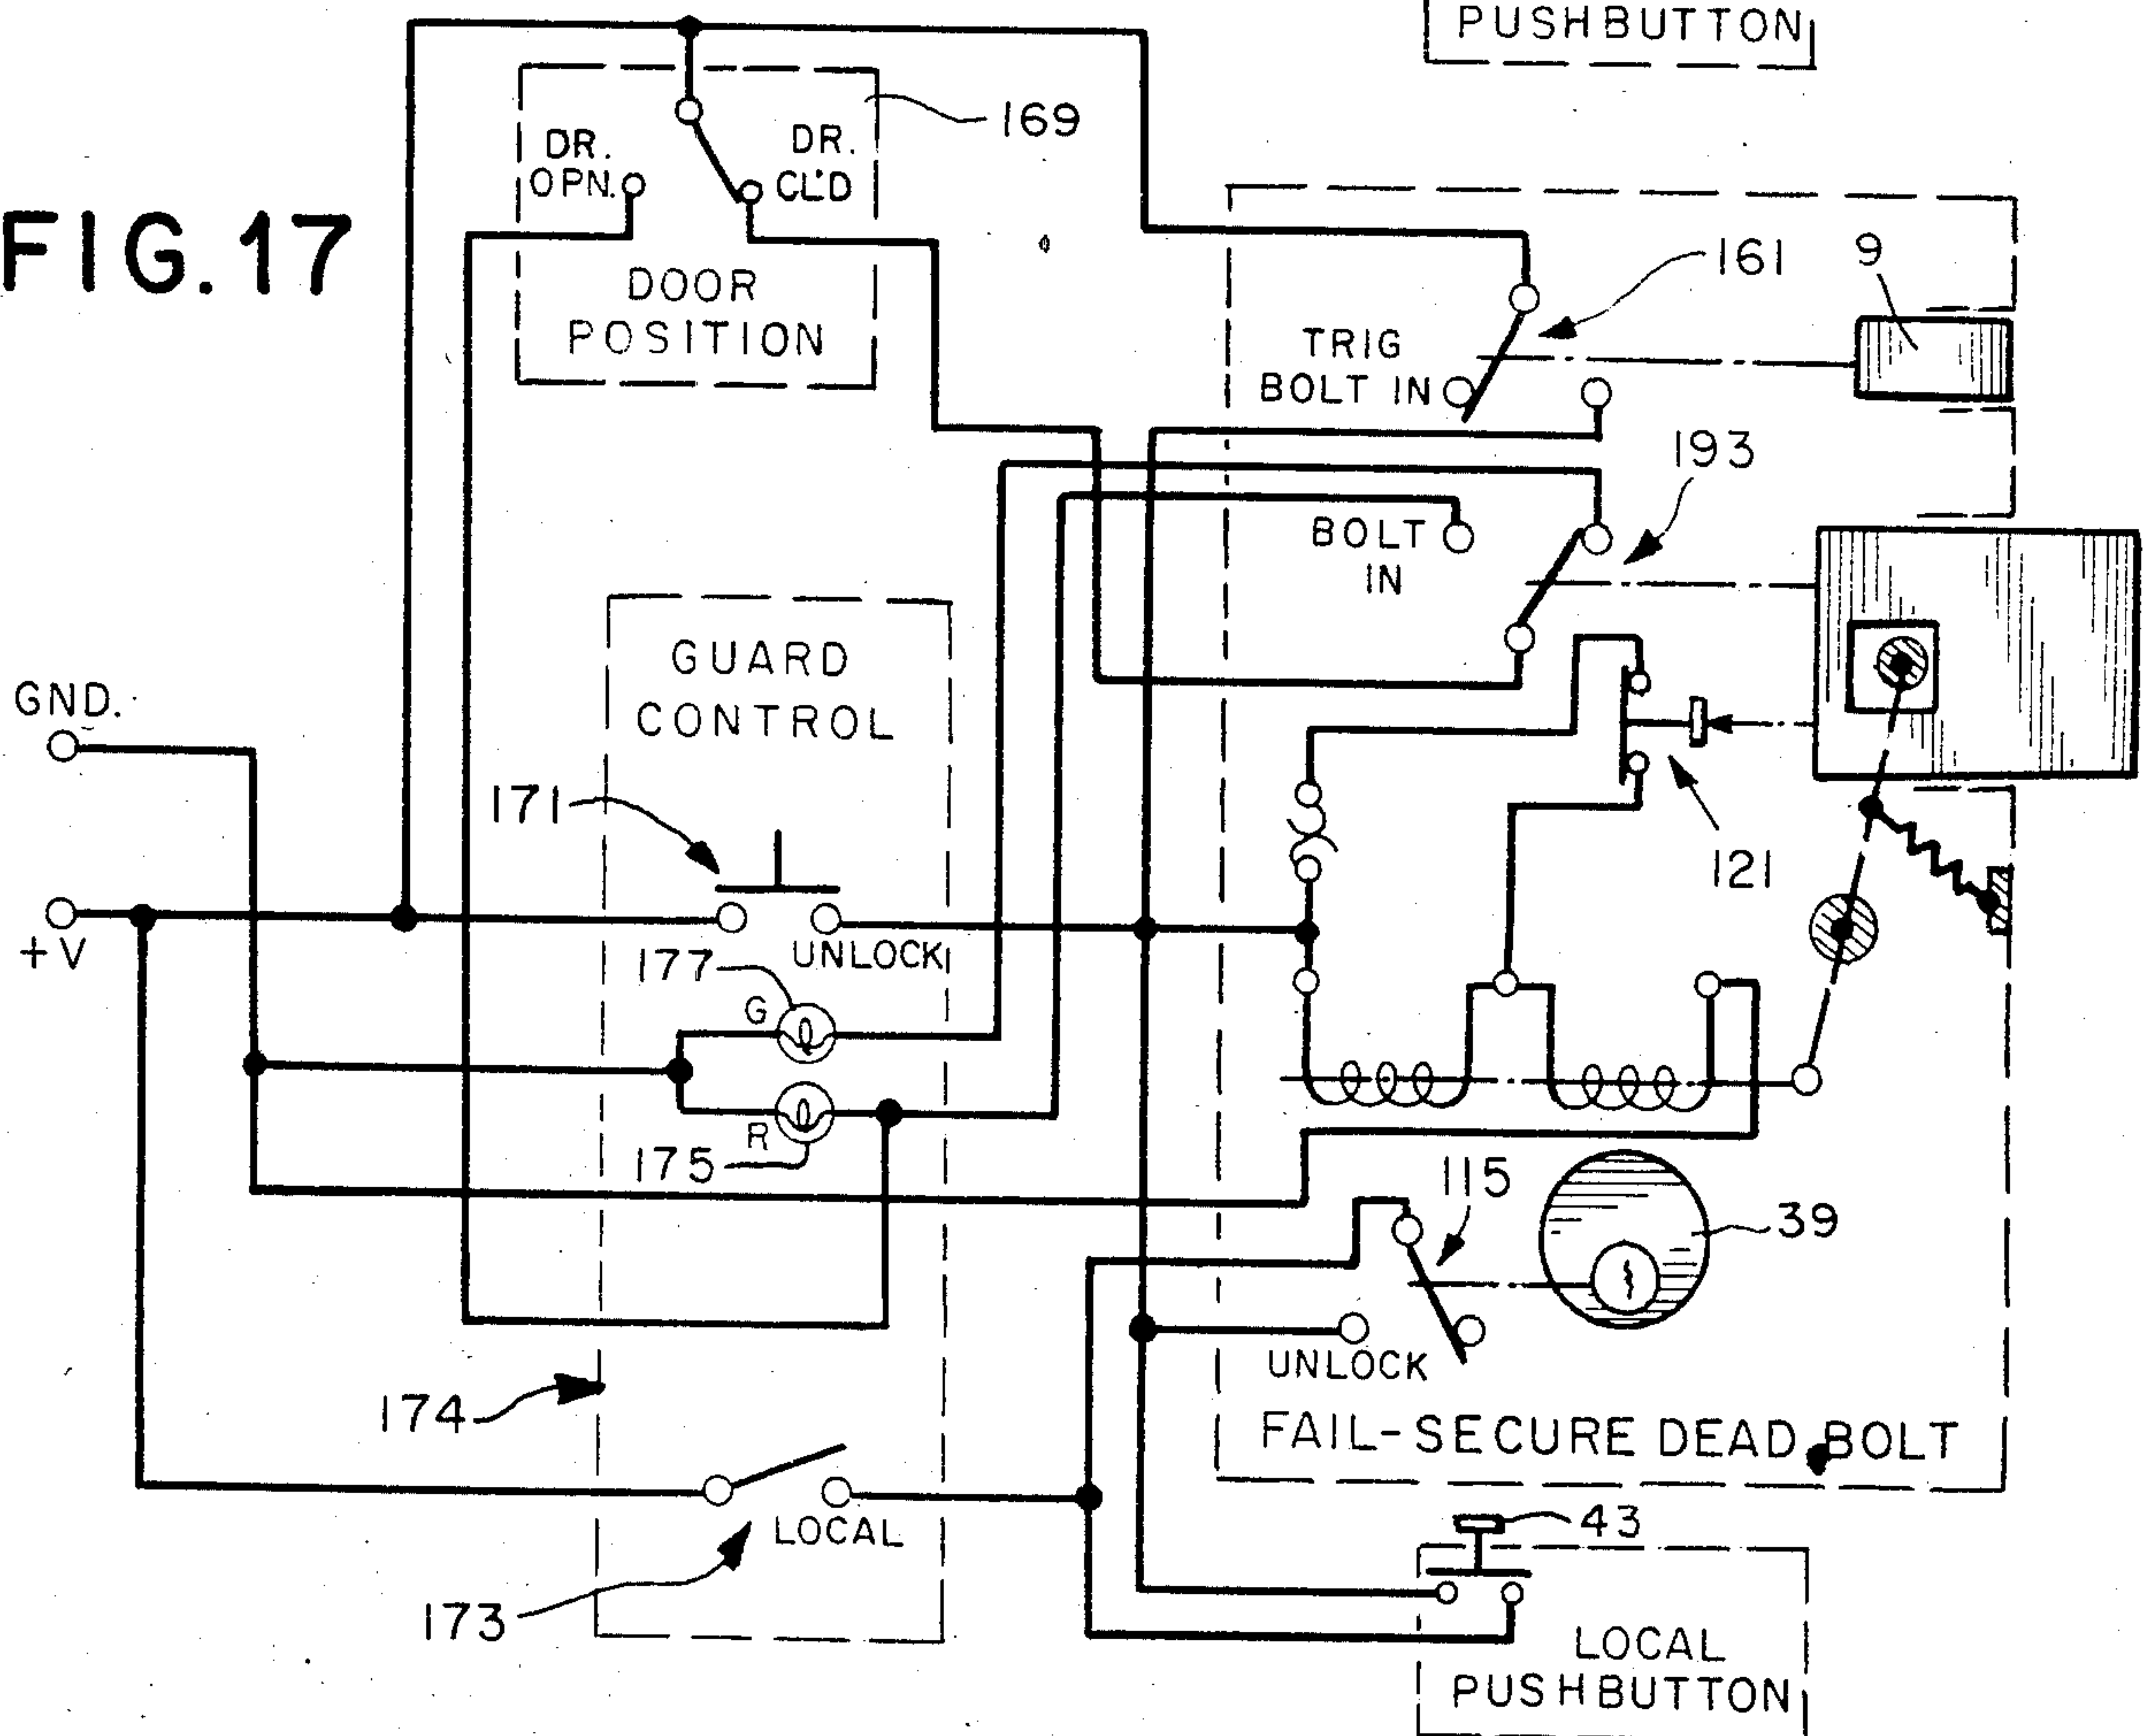 PUSHBUTTON
FIG. 17
DR.
OPN.
DR.
CL'D
169
DOOR
POSITION
161
9
TRIG
BOLT IN
193
BOLT
IN
GUARD
CONTROL
GND.
171
121
+V
UNLOCK
177
G
R
175
115
39
UNLOCK
174
FAIL-SECURE DEAD BOLT
LOCAL
173
43
LOCAL
PUSHBUTTON